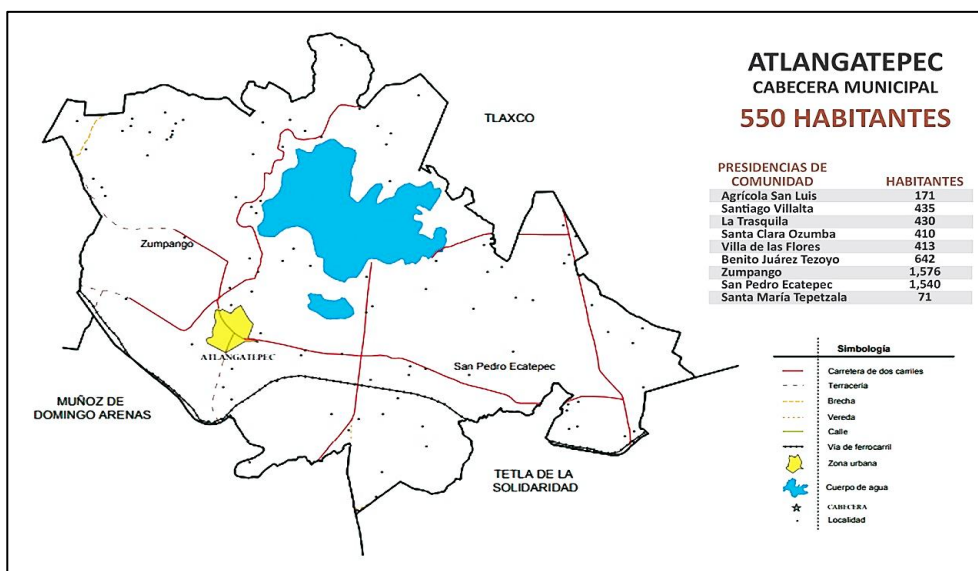 ATLANGATEPEC
CABECERA MUNICIPAL
550 HABITANTES
PRESIDENCIAS DE
COMUNIDAD HABITANTES
Agrícola San Luis 171
Santiago Villalta 435
La Trasquila 430
Santa Clara Ozumba 410
Villa de las Flores 413
Benito Juárez Tezoyo 642
Zumpango 1,576
San Pedro Ecatepec 1,540
Santa María Tepetzala 71
TLAXCO
Zumpango
ATLANGATEPEC
San Pedro Ecatepec
MUÑOZ DE
DOMINGO ARENAS
TETLA DE LA
SOLIDARIDAD
Simbología
Carretera de dos carriles
Terracería
Brecha
Vereda
Calle
Vía de ferrocarril
Zona urbana
Cuerpo de agua
CABECERA
Localidad